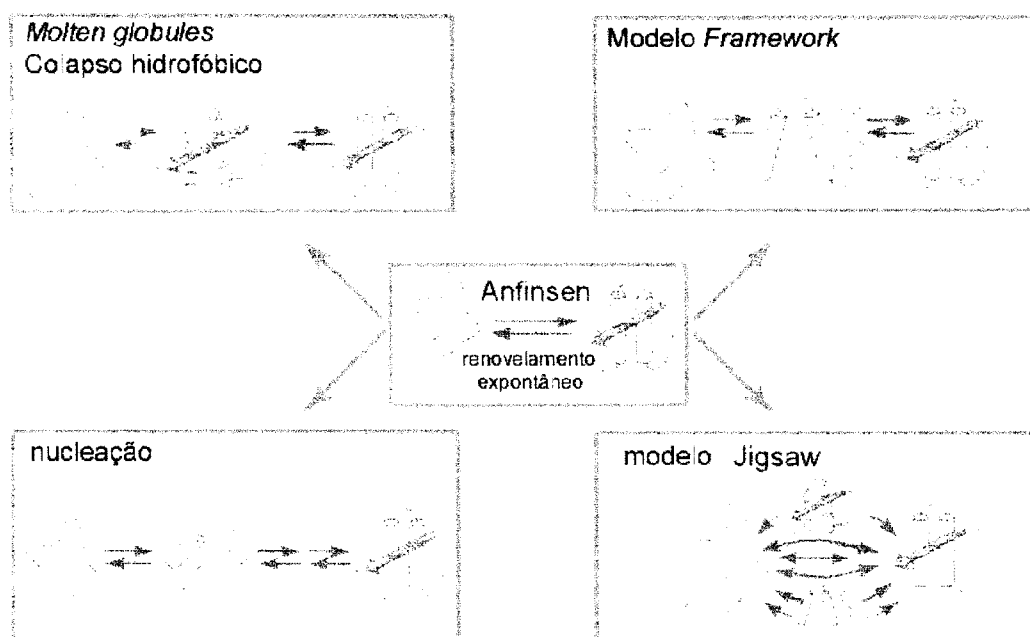 Molten globules
Colapso hidrofóbico
Modelo Framework
Anfinsen
renovelamento
expontâneo
nucleação
modelo Jigsaw